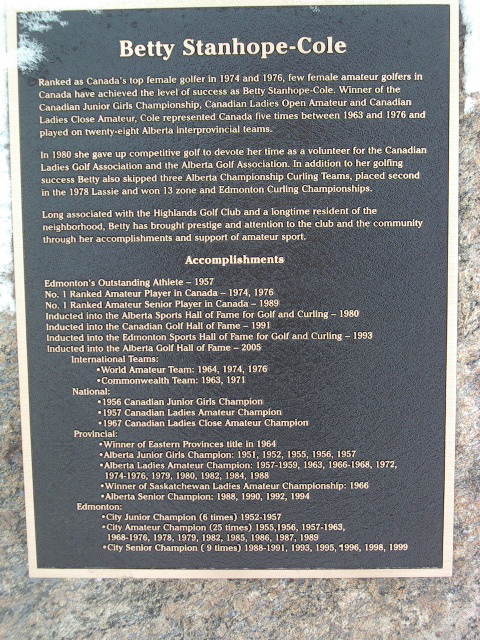 Betty Stanhope-Cole
Ranked as Canada's top female golfer in 1974 and 1976, few female amateur golfers in
Canada have achieved the level of success as Betty Stanhope-Cole. Winner of the
Canadian Junior Girls Championship, Canadian Ladies Open Amateur and Canadian
Ladies Close Amateur, Cole represented Canada five times between 1963 and 1976 and
played on twenty-eight Alberta interprovincial teams.
In 1980 she gave up competitive golf to devote her time as a volunteer for the Canadian
Ladies Golf Association and the Alberta Golf Association. In addition to her golfing
success Betty also skipped three Alberta Championship Curling Teams, placed second
in the 1978 Lassie and won 13 zone and Edmonton Curling Championships.
Long associated with the Highlands Golf Club and a longtime resident of the
neighborhood, Betty has brought prestige and attention to the club and the community
through her accomplishments and support of amateur sport.
Accomplishments
Edmonton's Outstanding Athlete – 1957
No. 1 Ranked Amateur Player in Canada – 1974, 1976
No. 1 Ranked Amateur Senior Player in Canada – 1989
Inducted into the Alberta Sports Hall of Fame for Golf and Curling – 1980
Inducted into the Canadian Golf Hall of Fame – 1991
Inducted into the Edmonton Sports Hall of Fame for Golf and Curling – 1993
Inducted into the Alberta Golf Hall of Fame – 2005
International Teams:
•World Amateur Team: 1964, 1974, 1976
•Commonwealth Team: 1963, 1971
National:
•1956 Canadian Junior Girls Champion
•1957 Canadian Ladies Amateur Champion
•1967 Canadian Ladies Close Amateur Champion
Provincial:
•Winner of Eastern Provinces title in 1964
•Alberta Junior Girls Champion: 1951, 1952, 1955, 1956, 1957
•Alberta Ladies Amateur Champion: 1957-1959, 1963, 1966-1968, 1972,
1974-1976, 1979, 1980, 1982, 1984, 1988
•Winner of Saskatchewan Ladies Amateur Championship: 1966
•Alberta Senior Champion: 1988, 1990, 1992, 1994
Edmonton:
•City Junior Champion (6 times) 1952-1957
•City Amateur Champion (25 times) 1955,1956, 1957-1963,
1968-1976, 1978, 1979, 1982, 1985, 1986, 1987, 1989
•City Senior Champion ( 9 times) 1988-1991, 1993, 1995, 1996, 1998, 1999